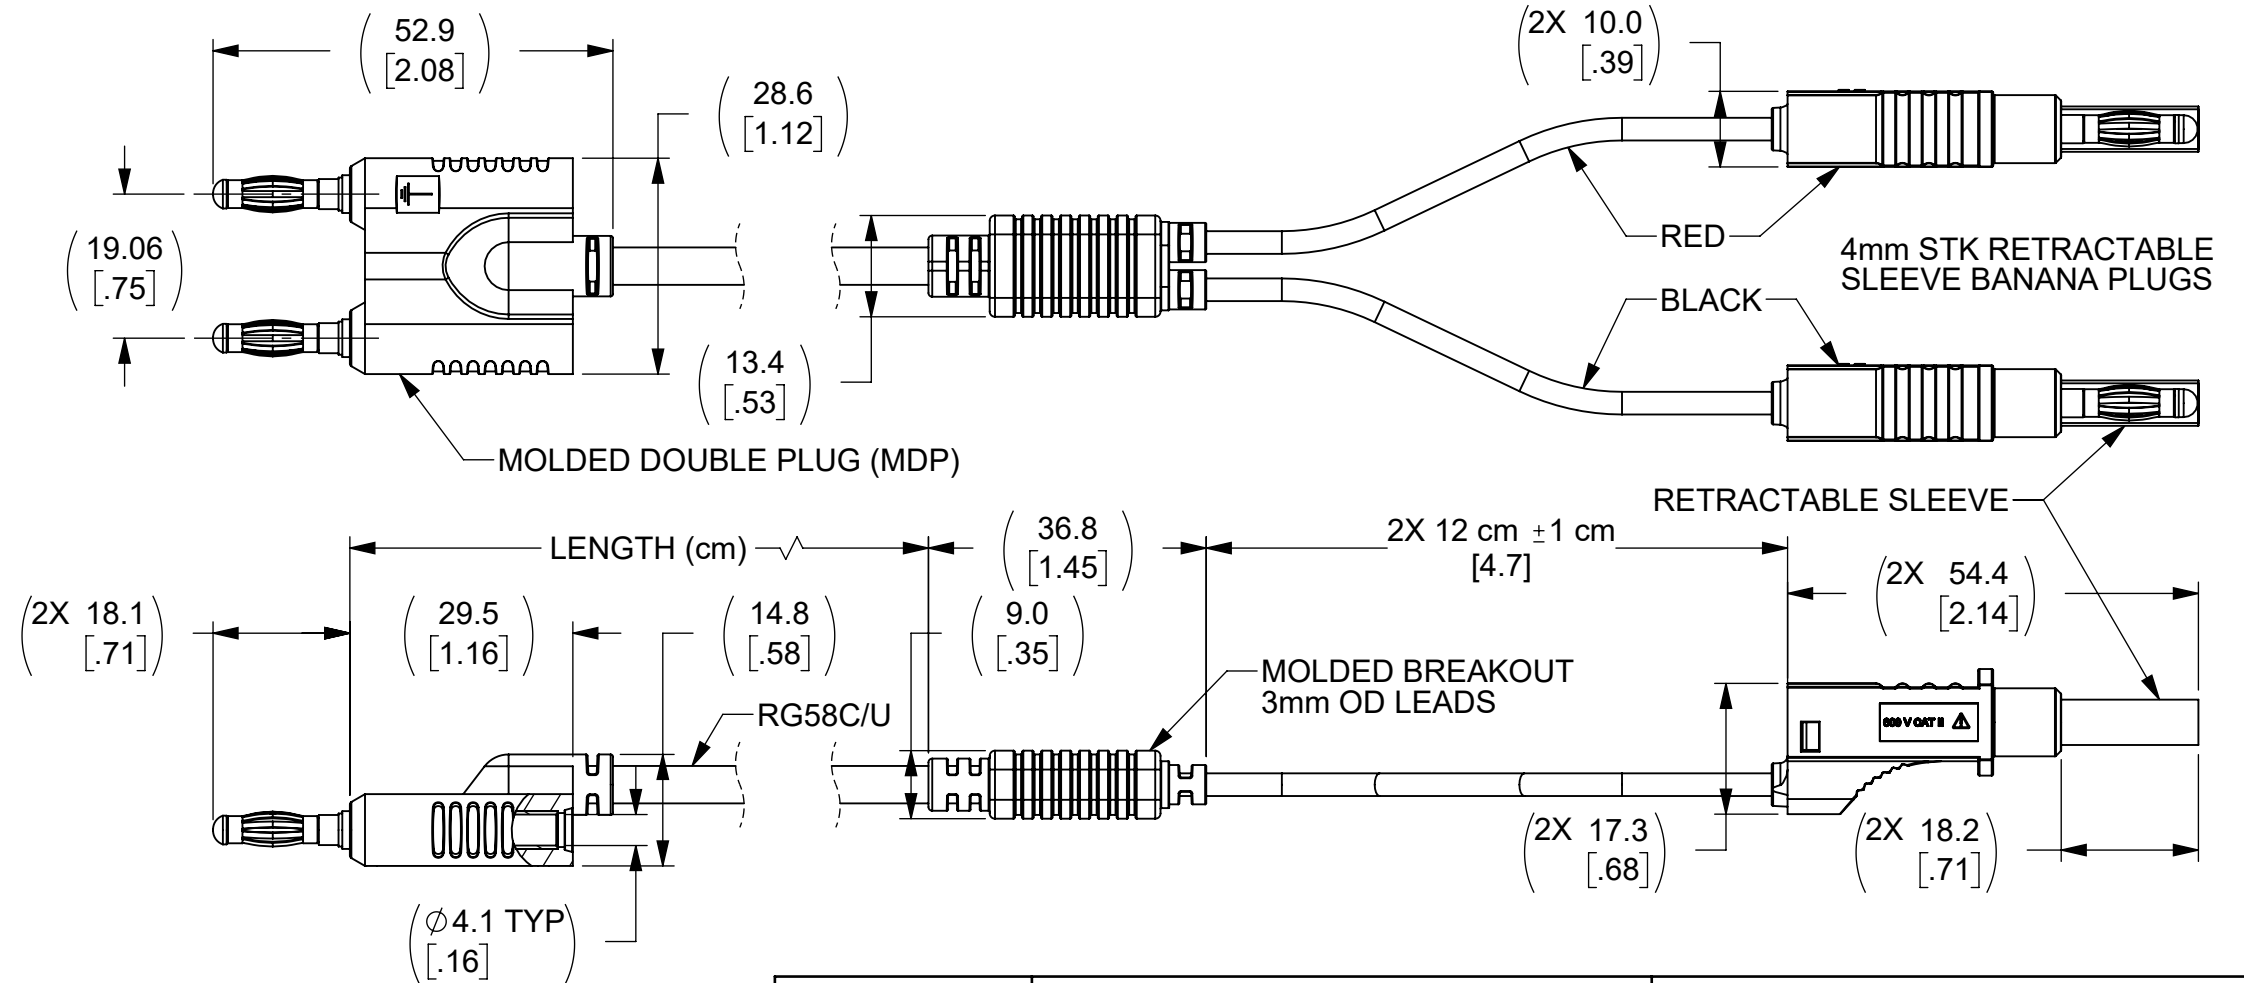 52.9
[2.08]
28.6
[1.12]
2X 10.0
[.39]
19.06
[.75]
13.4
[.53]
RED
BLACK
4mm STK RETRACTABLE
SLEEVE BANANA PLUGS
MOLDED DOUBLE PLUG (MDP)
RETRACTABLE SLEEVE
LENGTH (cm)
36.8
[1.45]
2X 12 cm ±1 cm
[4.7]
2X 54.4
[2.14]
2X 18.1
[.71]
29.5
[1.16]
14.8
[.58]
9.0
[.35]
MOLDED BREAKOUT
3mm OD LEADS
RG58C/U
600 V CAT II
2X 17.3
[.68]
2X 18.2
[.71]
⌀4.1 TYP
[.16]